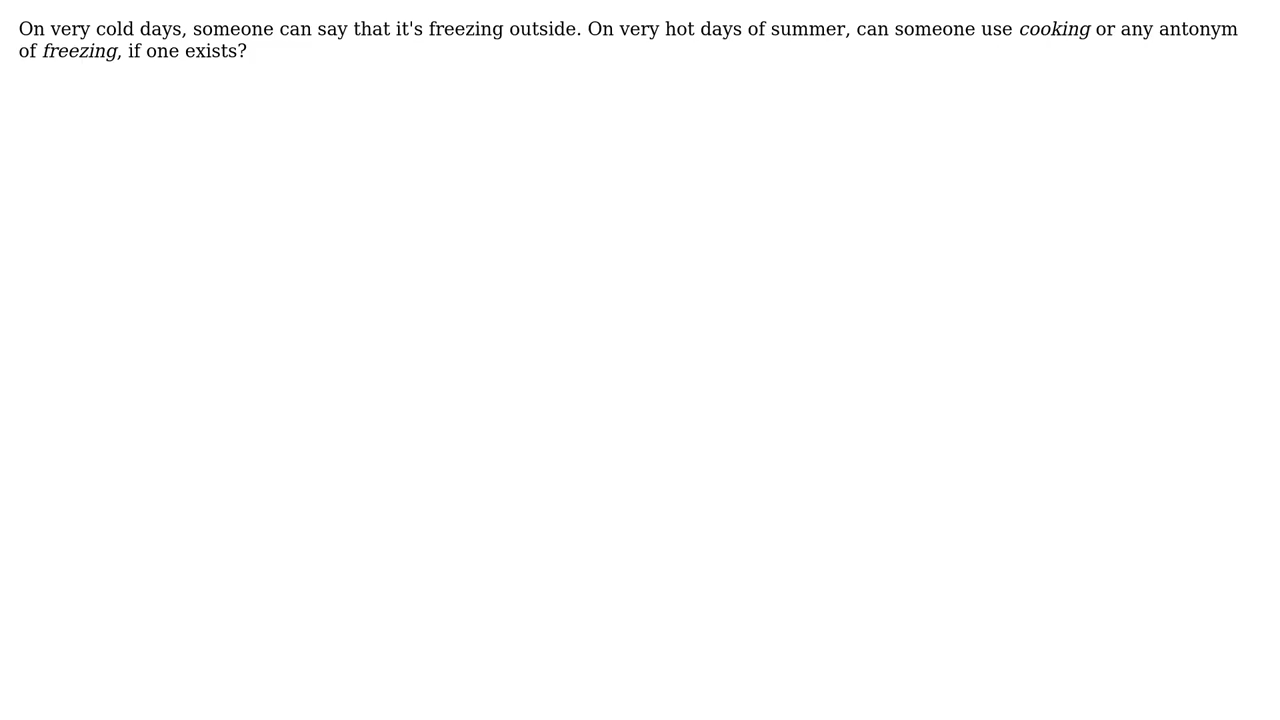 On very cold days, someone can say that it's freezing outside. On very hot days of summer, can someone use cooking or any antonym
of freezing, if one exists?